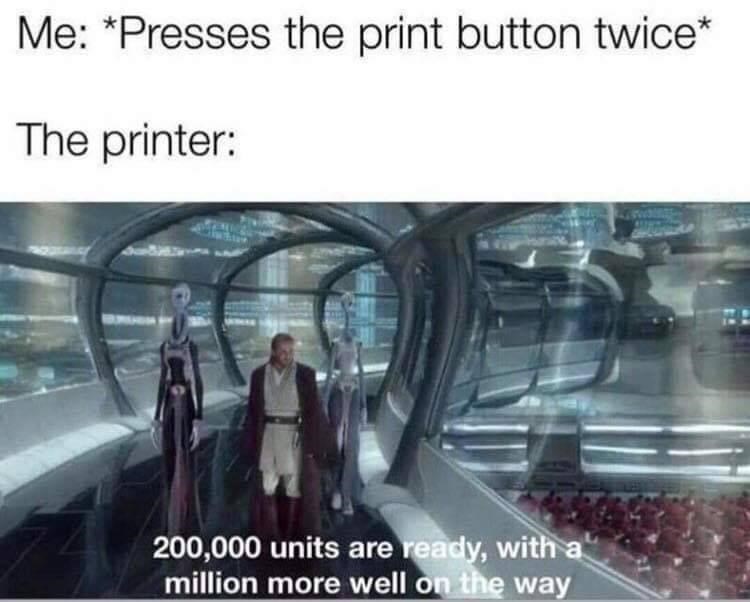 Me: *Presses the print button twice*
The printer:
200,000 units are ready, with a
million more well on the way